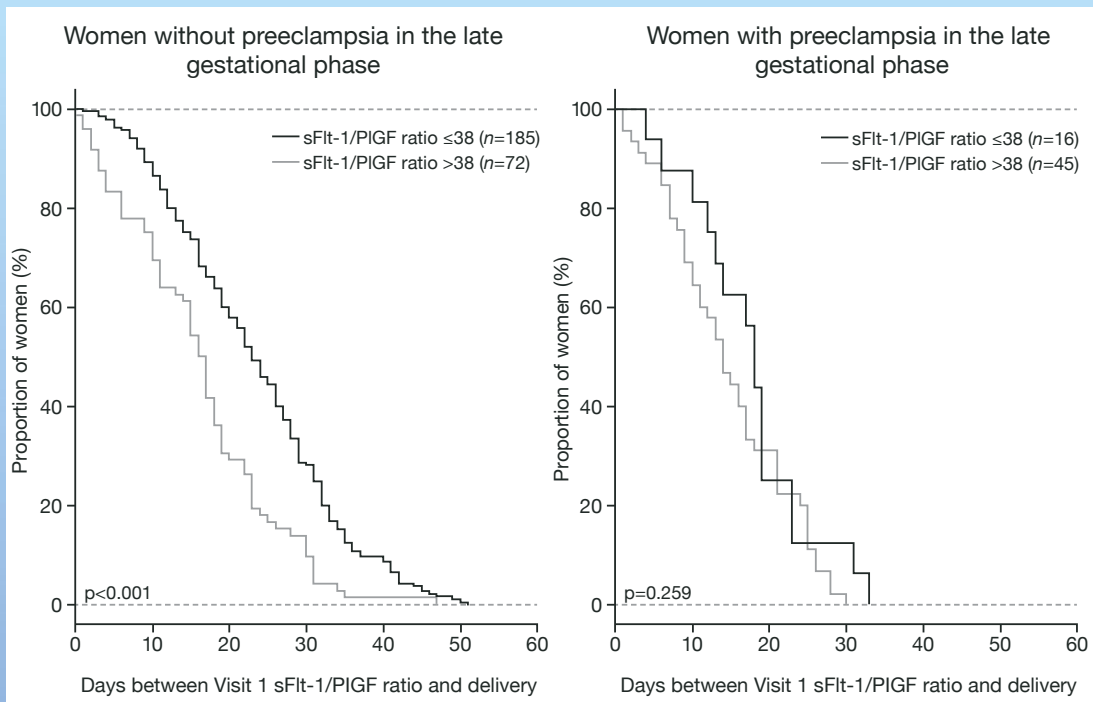 Women without preeclampsia in the late
gestational phase
100
80
60
40
20
0
Proportion of women (%)
sFlt-1/PlGF ratio ≤38 (n=185)
sFlt-1/PlGF ratio >38 (n=72)
p<0.001
0 10 20 30 40 50 60
Days between Visit 1 sFlt-1/PlGF ratio and delivery
Women with preeclampsia in the late
gestational phase
100
80
60
40
20
0
Proportion of women (%)
sFlt-1/PlGF ratio ≤38 (n=16)
sFlt-1/PlGF ratio >38 (n=45)
p=0.259
0 10 20 30 40 50 60
Days between Visit 1 sFlt-1/PlGF ratio and delivery